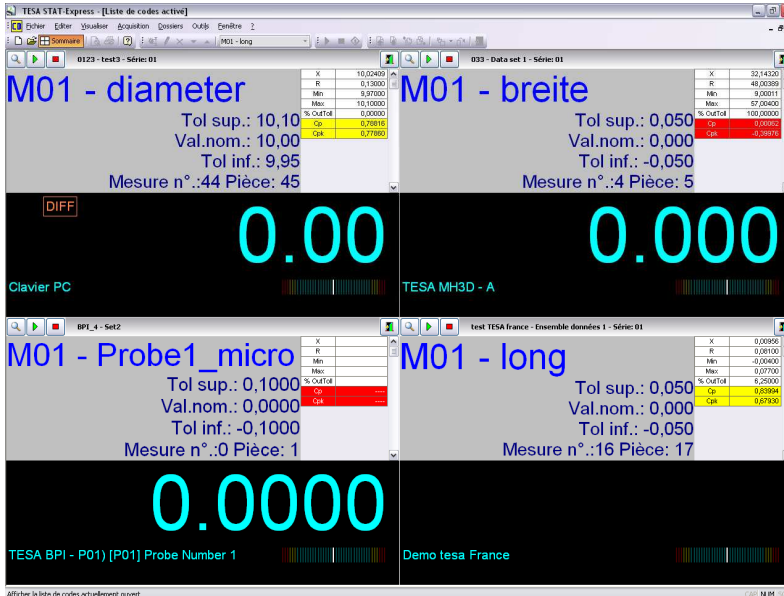 TESA STAT-Express - [Liste de codes activé]
Fichier Editer Visualiser Acquisition Dossiers Outils Fenêtre ?
Sommaire M01 - long
0123 - test3 - Série: 01
M01 - diameter
Tol sup.: 10,10
Val.nom.: 10,00
Tol inf.: 9,95
Mesure n°.:44 Pièce: 45
X 10,02409
R 0,13000
Min 9,97000
Max 10,10000
% OutToll 0,00000
Cp 0,76816
Cpk 0,77860
DIFF
0.00
Clavier PC
033 - Data set 1 - Série: 01
M01 - breite
Tol sup.: 0,050
Val.nom.: 0,000
Tol inf.: -0,050
Mesure n°.:4 Pièce: 5
X 32,14320
R 48,00389
Min 9,00011
Max 57,00400
% OutToll 100,00000
Cp 0,00062
Cpk -0,39976
0.000
TESA MH3D - A
BPI_4 - Set2
M01 - Probe1_micro
Tol sup.: 0,1000
Val.nom.: 0,0000
Tol inf.: -0,1000
Mesure n°.:0 Pièce: 1
X
R
Min
Max
% OutToll
Cp ----
Cpk ----
0.0000
TESA BPI - P01) [P01] Probe Number 1
test TESA france - Ensemble données 1 - Série: 01
M01 - long
Tol sup.: 0,050
Val.nom.: 0,000
Tol inf.: -0,050
Mesure n°.:16 Pièce: 17
X 0,00956
R 0,08100
Min -0,00400
Max 0,07700
% OutToll 6,25000
Cp 0,83994
Cpk 0,67930
Demo tesa France
Afficher la liste de codes actuellement ouvert
CAP NUM